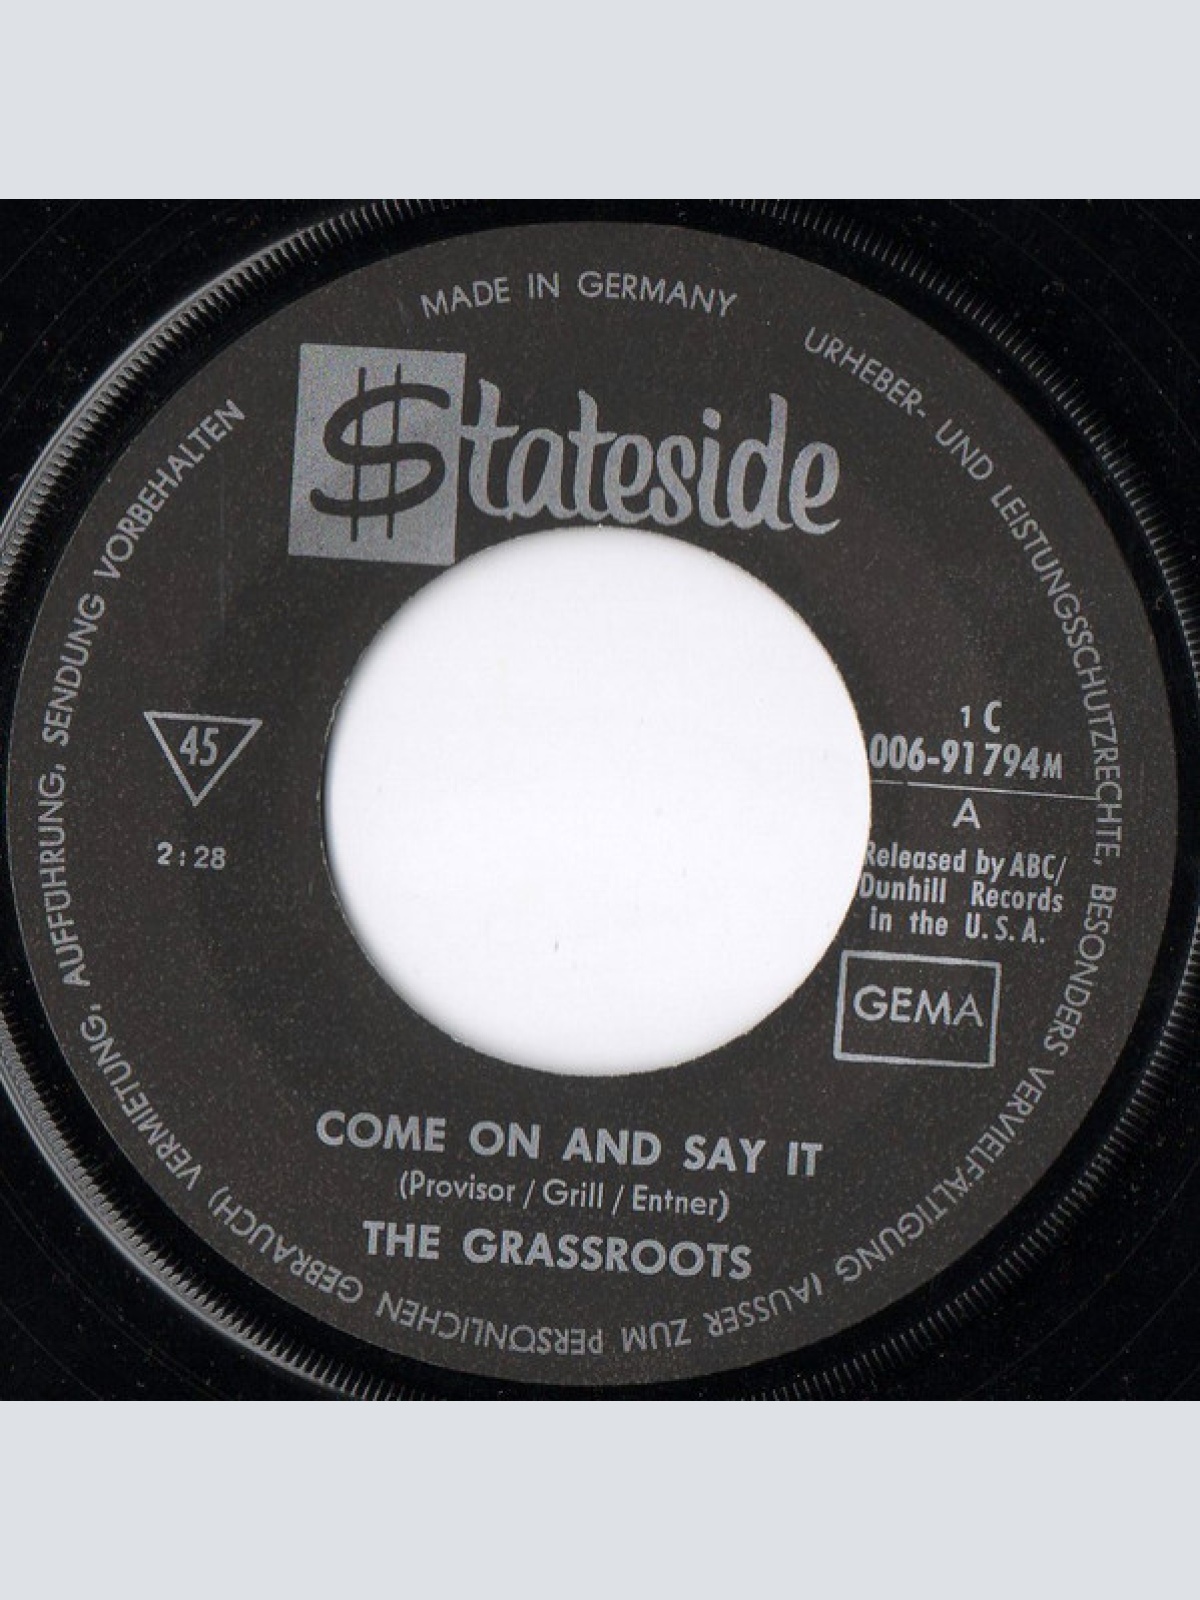 MADE IN GERMANY
URHEBER- UND LEISTUNGSSCHUTZRECHTE, BESONDERS VERVIELFÄLTIGUNG (AUSSER ZUM PERSÖNLICHEN GEBRAUCH) VERMIETUNG, AUFFÜHRUNG, SENDUNG VORBEHALTEN
$tateside
45
2:28
1 C
006-91794M
A
Released by ABC/
Dunhill Records
in the U.S.A.
GEMA
COME ON AND SAY IT
(Provisor / Grill / Entner)
THE GRASSROOTS